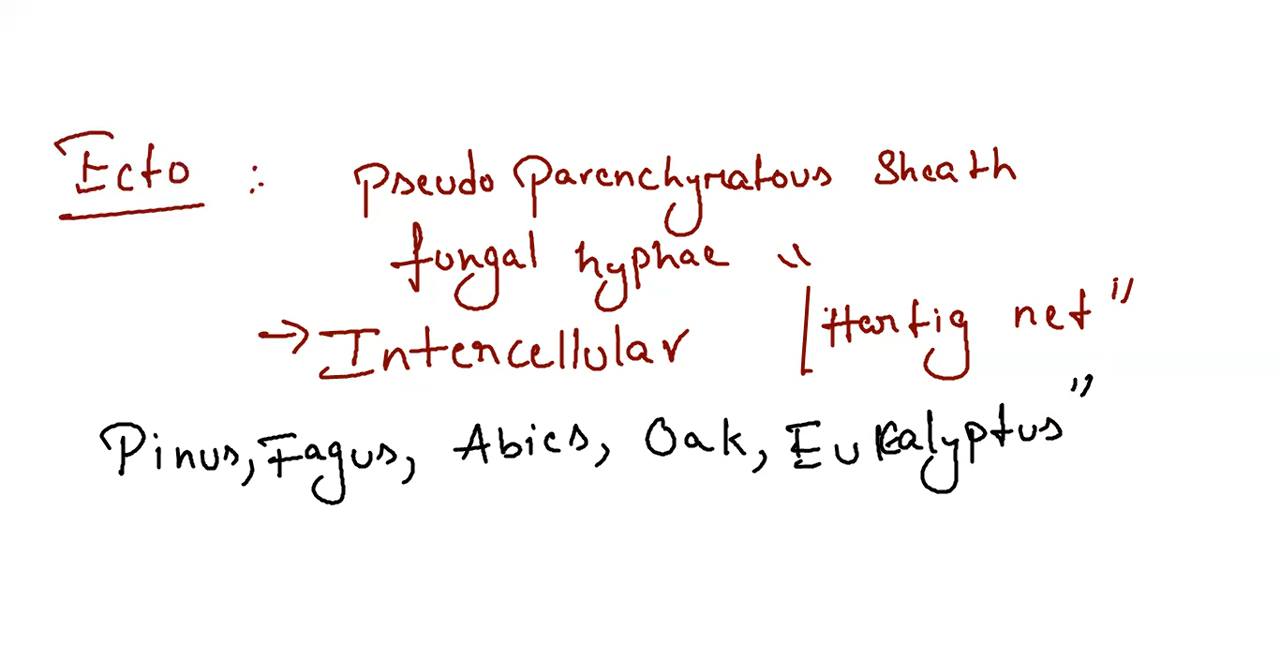 Ecto : Pseudo Parenchymatous Sheath
fungal hyphae "
→ Intercellular [Hartig net"
Pinus, Fagus, Abies, Oak, Eukalyptus"